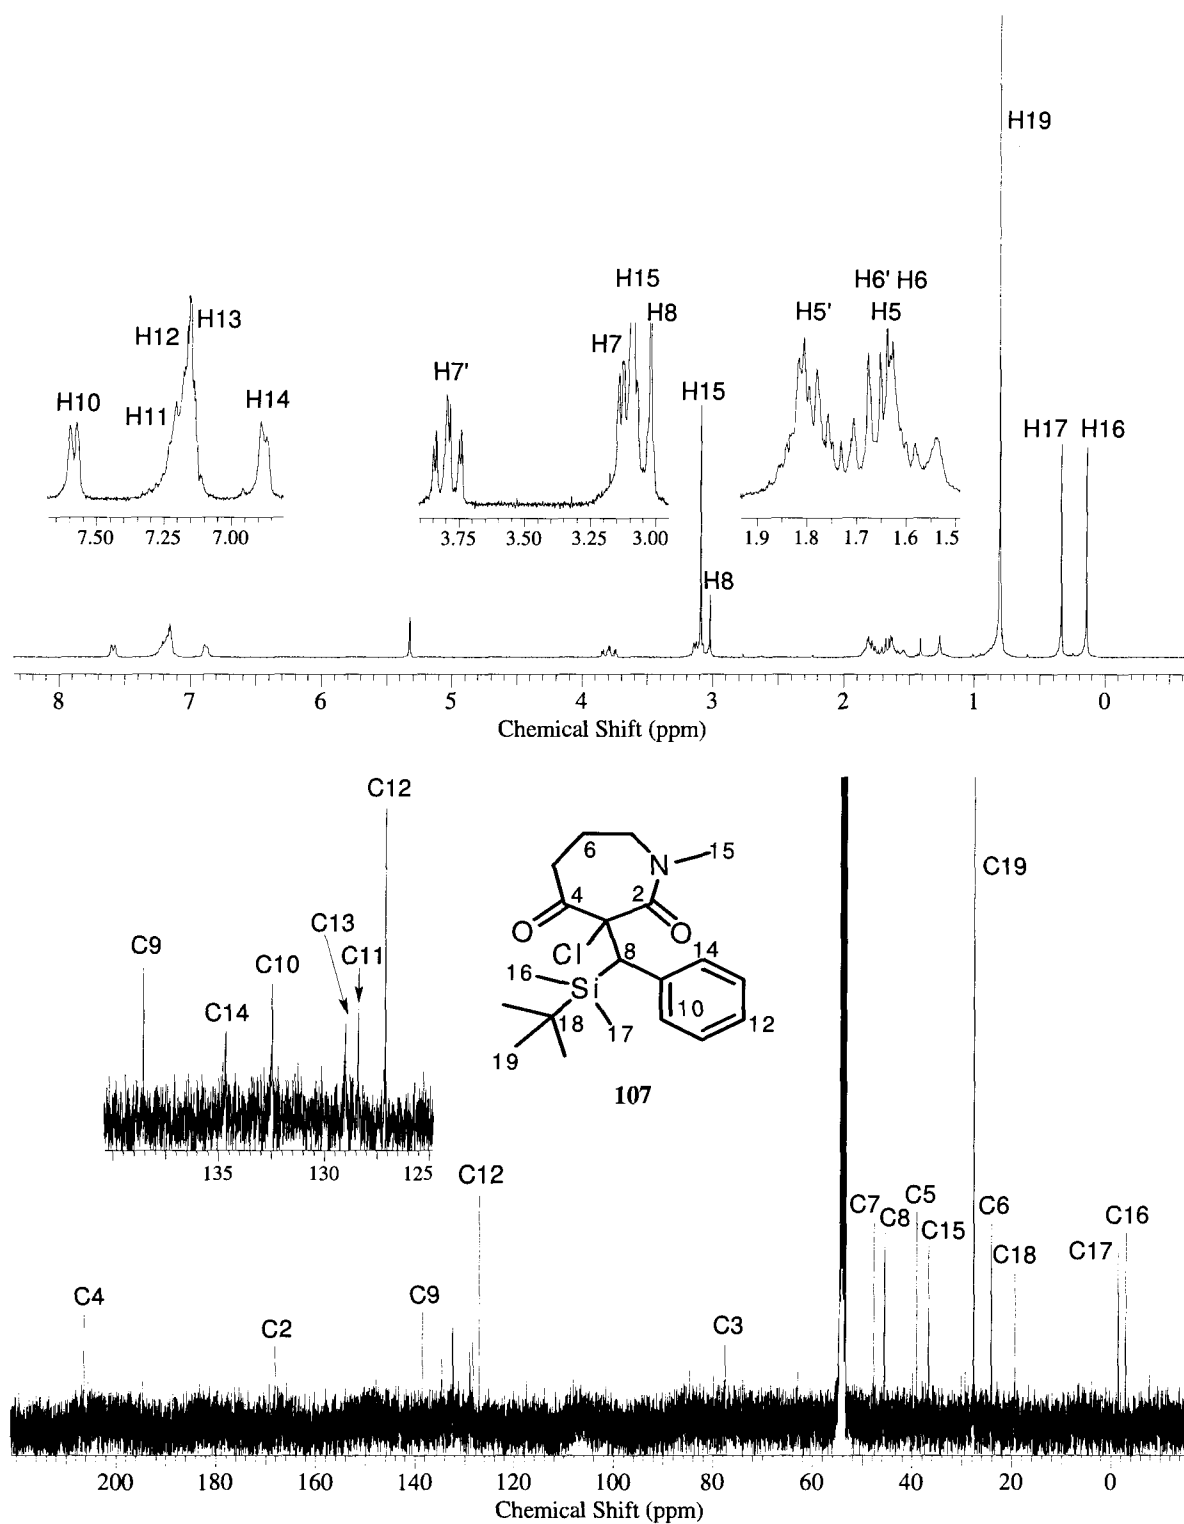 H19
H15
H6' H6
H13
H8
H5'
H5
H12
H7
H7'
H15
H10
H11
H14
H17
H16
7.50
7.25
7.00
3.75
3.50
3.25
3.00
1.9
1.8
1.7
1.6
1.5
H8
8
7
6
5
4
3
2
1
0
Chemical Shift (ppm)
C12
6
N
15
C19
C13
C9
C11
4
2
O
O
C10
Cl
8
14
C14
16
Si
10
12
18
17
19
107
135
130
125
C12
C7
C8
C5
C15
C6
C18
C17
C16
C4
C9
C2
C3
200
180
160
140
120
100
80
60
40
20
0
Chemical Shift (ppm)